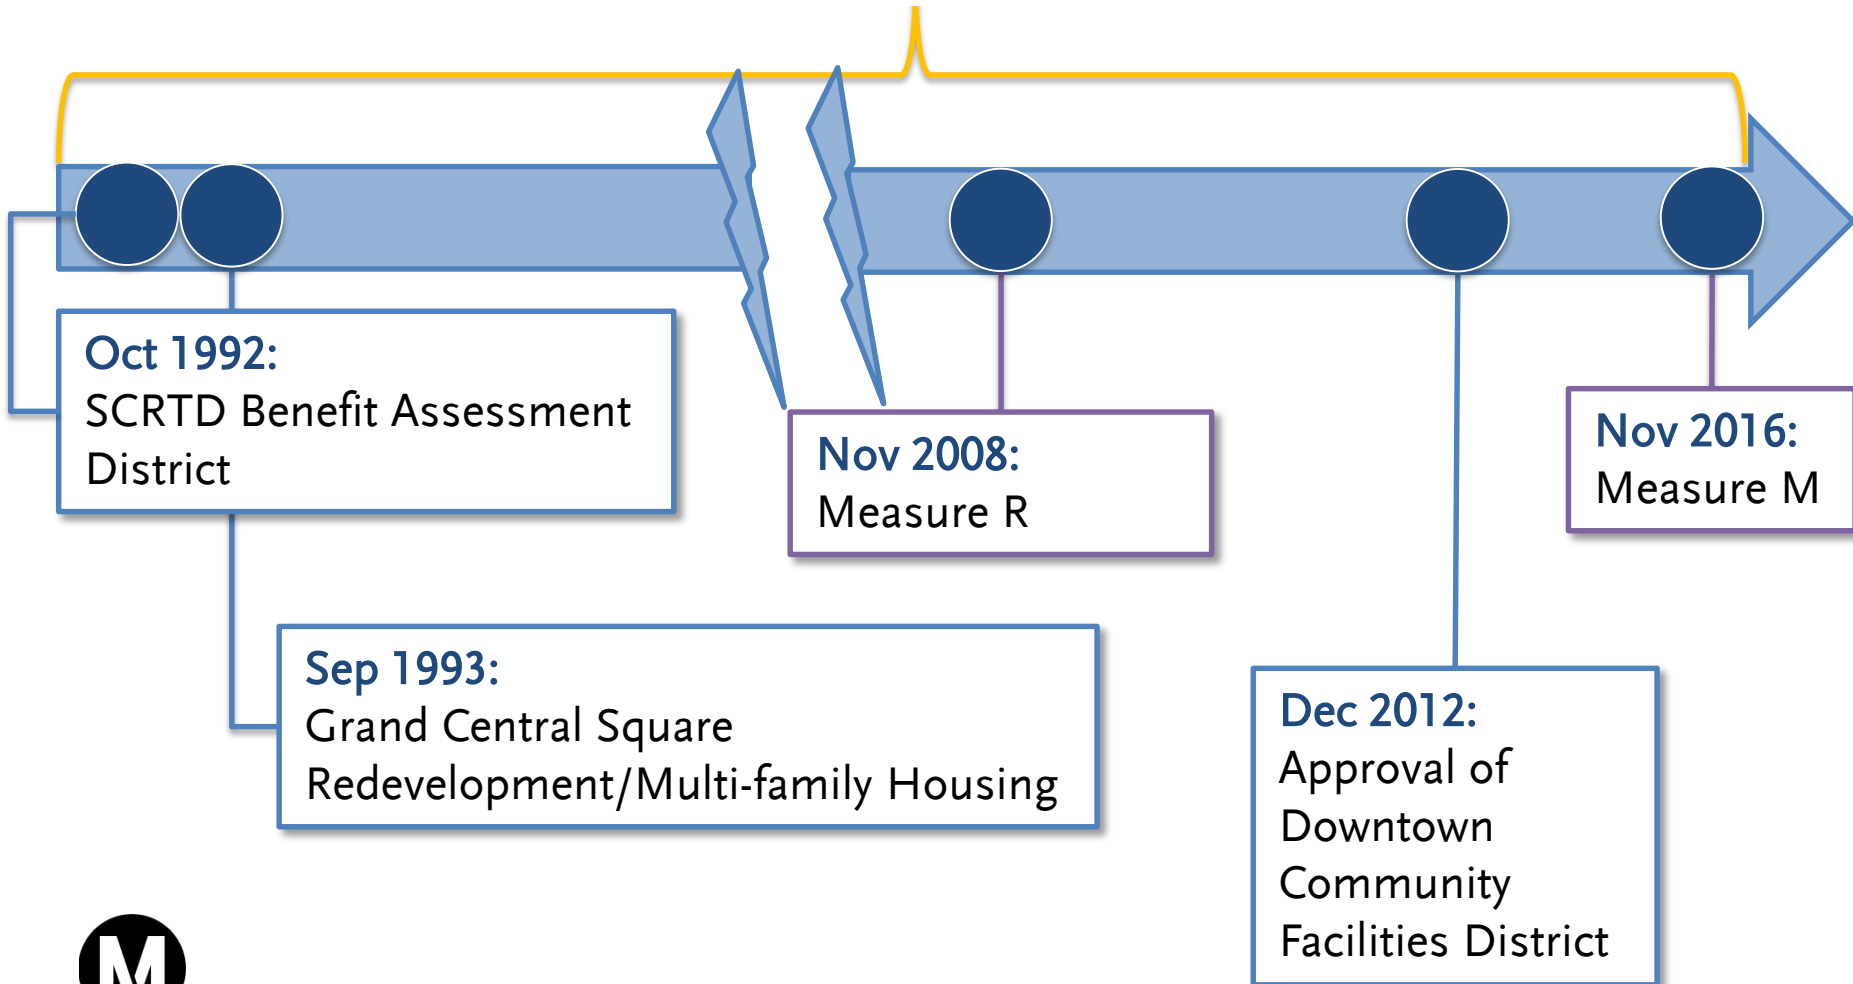 Oct 1992:
SCRTD Benefit Assessment
District
Nov 2008:
Measure R
Nov 2016:
Measure M
Sep 1993:
Grand Central Square
Redevelopment/Multi-family Housing
Dec 2012:
Approval of
Downtown
Community
Facilities District
M